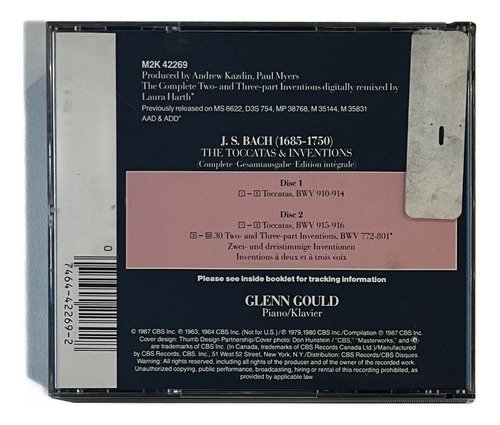 M2K 42269
Produced by Andrew Kazdin, Paul Myers
The Complete Two- and Three-part Inventions digitally remixed by
Laura Harth*
Previously released on MS 6622, D3S 754, MP 38768, M 35144, M 35831
AAD & ADD*
J. S. BACH (1685-1750)
THE TOCCATAS & INVENTIONS
(Complete · Gesamtausgabe · Edition intégrale)
Disc 1
Toccatas, BWV 910-914
Disc 2
Toccatas, BWV 915-916
30 Two- and Three-part Inventions, BWV 772-801*
Zwei- und dreistimmige Inventionen
Inventions à deux et à trois voix
Please see inside booklet for tracking information
GLENN GOULD
Piano/Klavier
© 1987 CBS Inc. ℗ 1963, 1964 CBS Inc. (Not for U.S.) / ℗ 1979, 1980 CBS Inc./Compilation ℗ 1987 CBS Inc.
Cover design: Thumb Design Partnership/Cover photo: Don Hunstein / "CBS," "Masterworks," and
are trademarks of CBS Inc. (In Canada, trademarks of CBS Records Canada Ltd.)/Manufactured
by CBS Records, CBS Inc., 51 West 52 Street, New York, N.Y./Distribution: CBS Records/CBS Disques.
Warning: All rights reserved, including all rights of the producer and of the owner of the recorded work.
Unauthorized copying, public performance, broadcasting, hiring or rental of this recording prohibited, as
provided by applicable law.
0
7464-42269-2